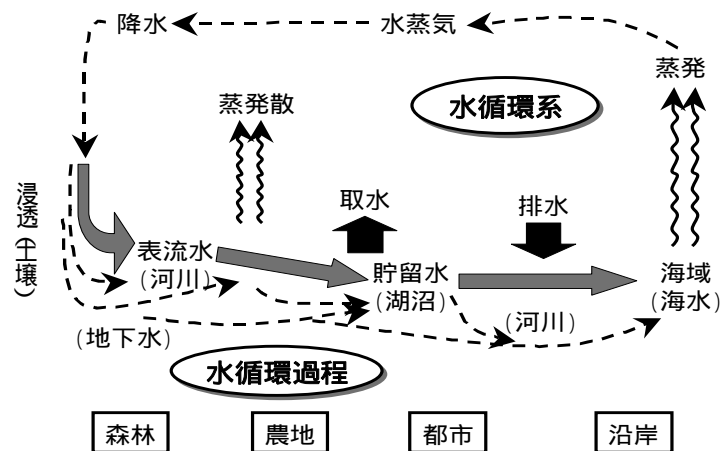 降水
水蒸気
蒸発
蒸発散
水循環系
浸透(土壌)
取水
排水
表流水
(河川)
貯留水
(湖沼)
海域
(海水)
(河川)
(地下水)
水循環過程
森林
農地
都市
沿岸